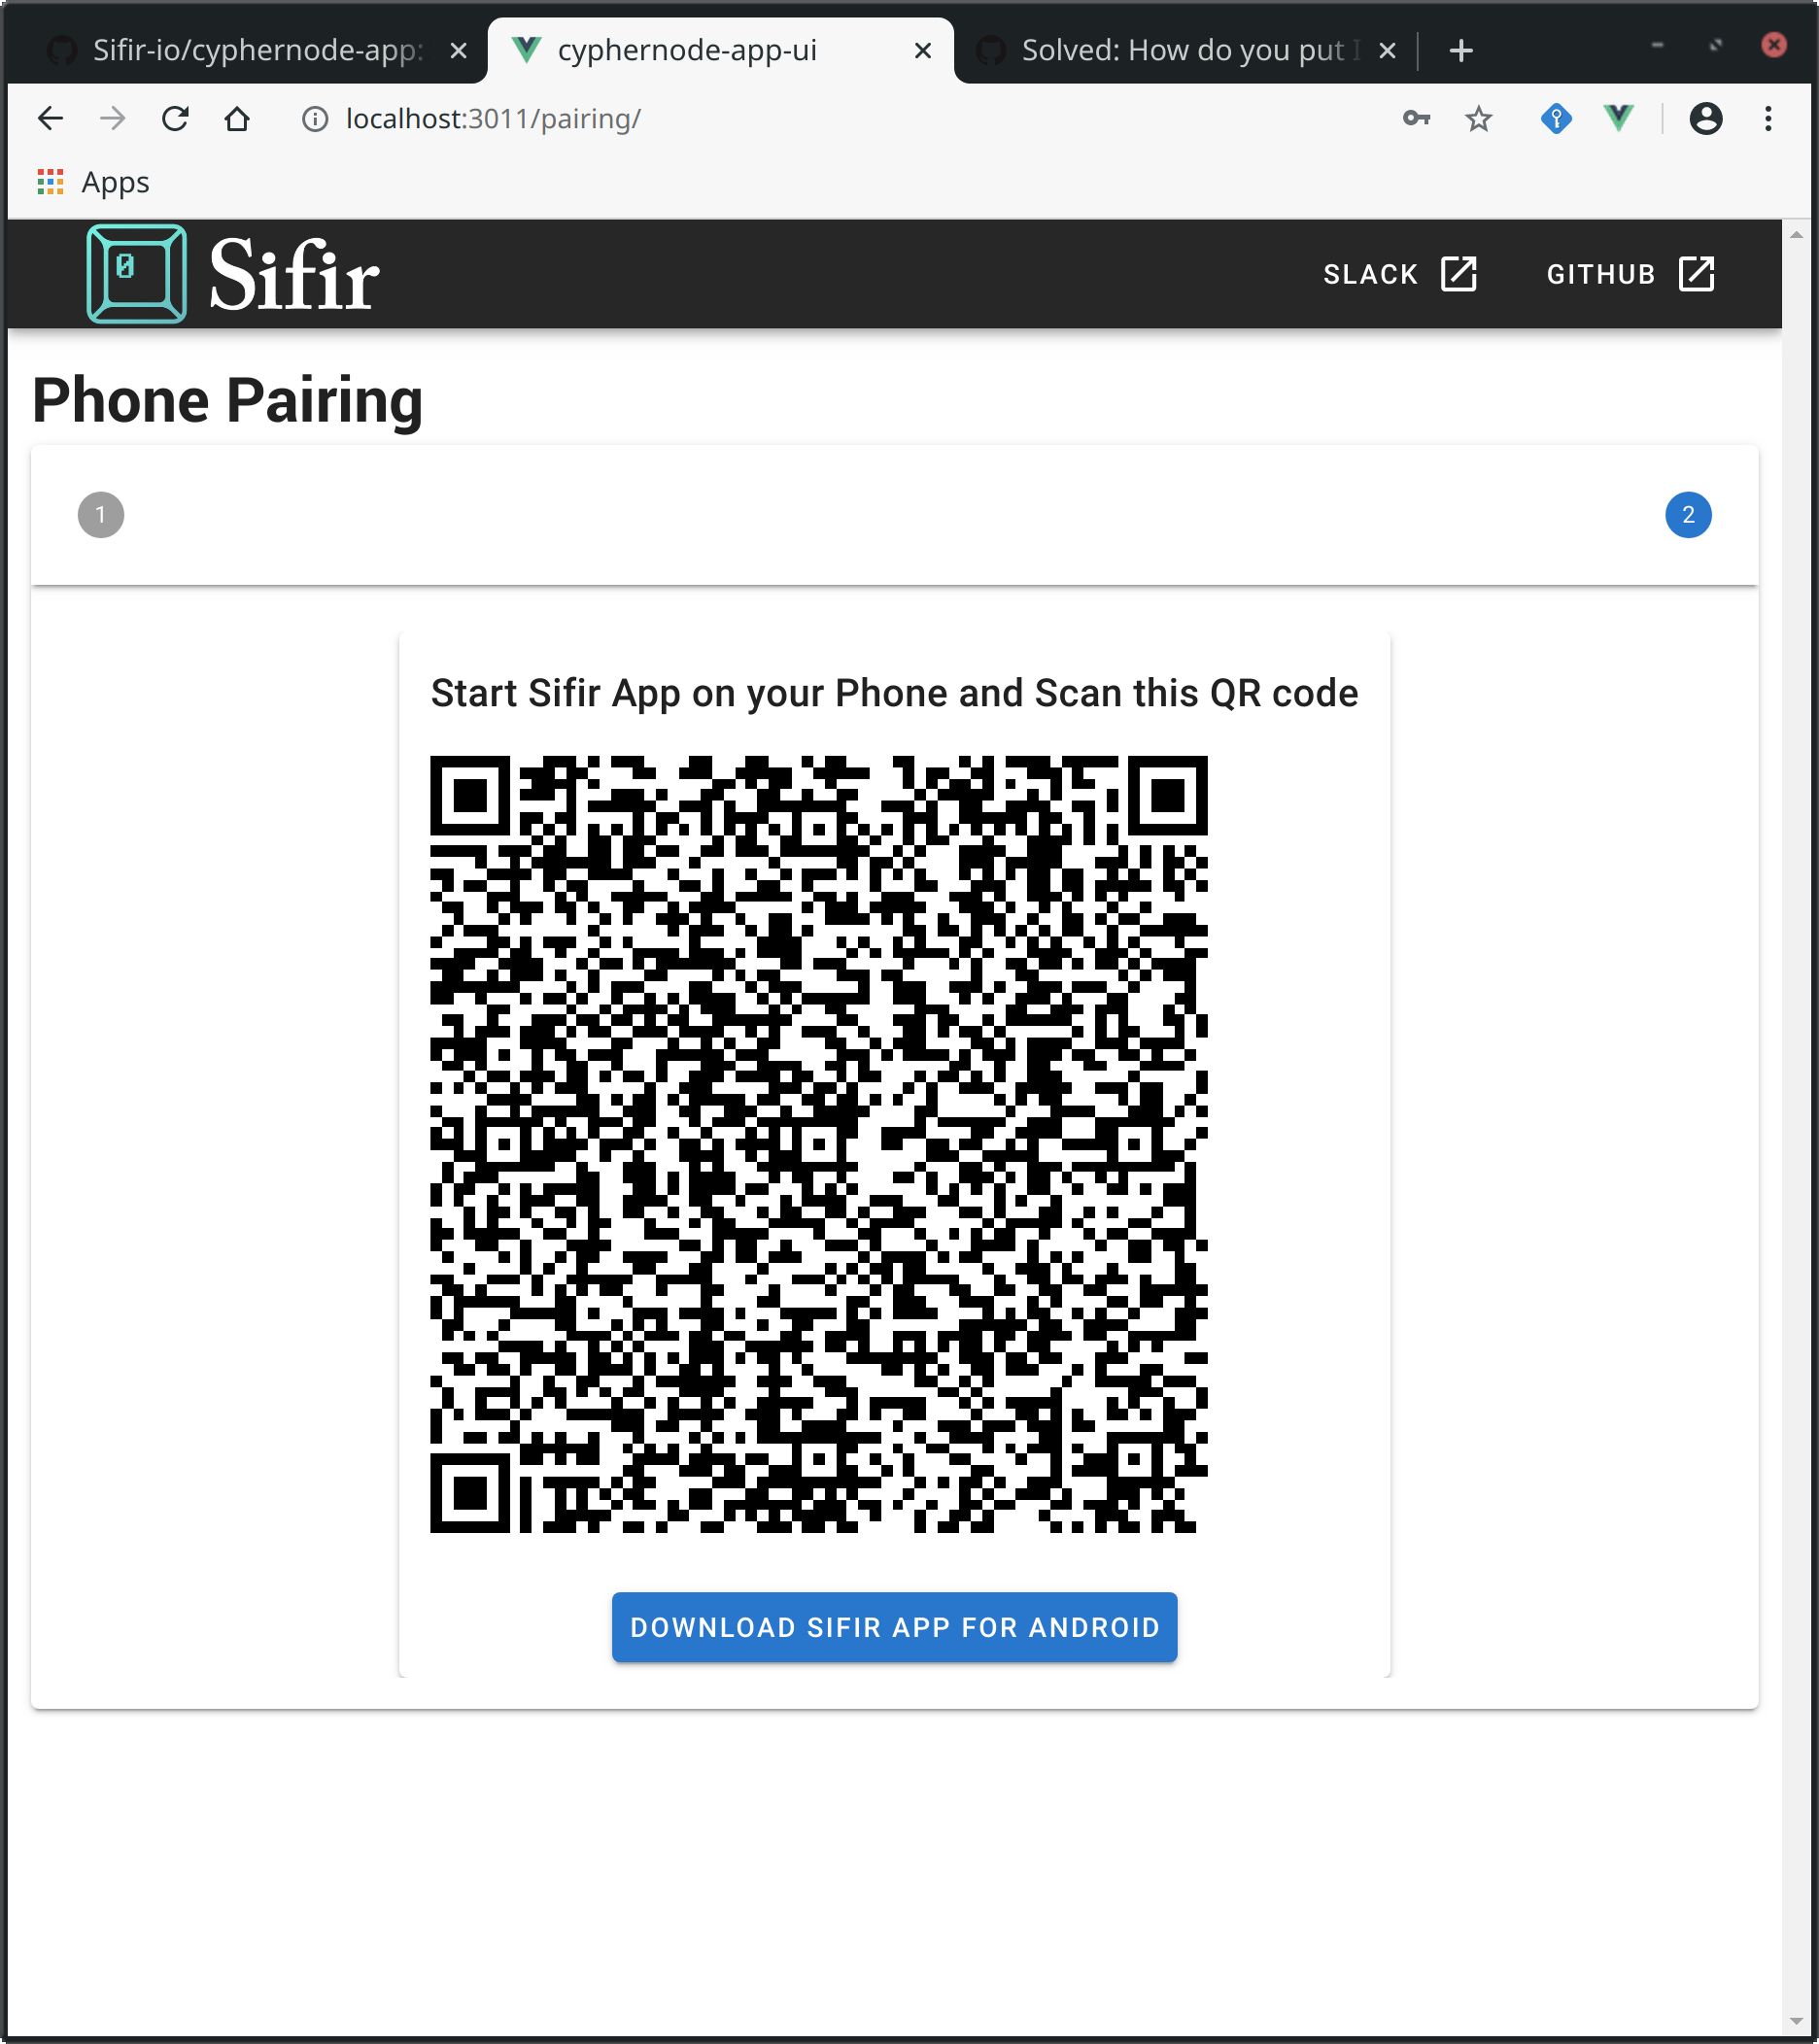 Sifir-io/cyphernode-app:
cyphernode-app-ui
Solved: How do you put I
localhost:3011/pairing/
Apps
0 Sifir
SLACK
GITHUB
Phone Pairing
1
2
Start Sifir App on your Phone and Scan this QR code
DOWNLOAD SIFIR APP FOR ANDROID